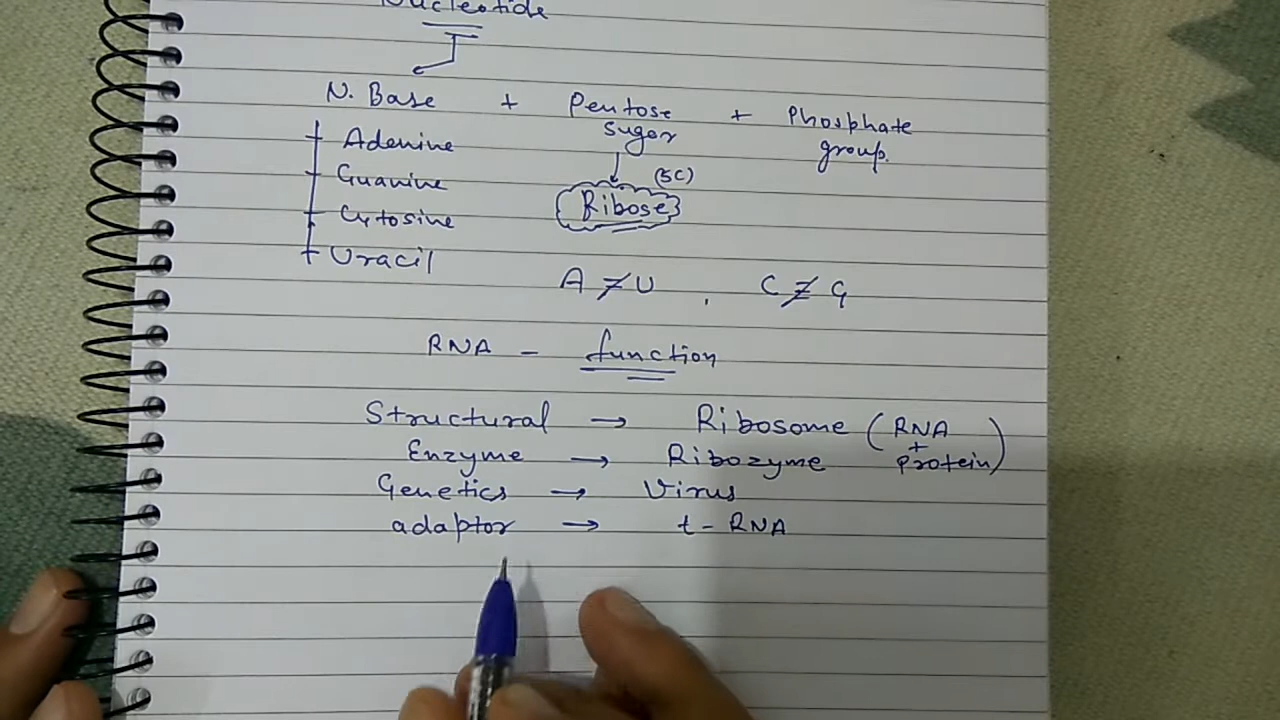 Nucleotide
N. Base + Pentose sugar + Phosphate group.
Adenine
Guanine
(5C)
Cytosine
Ribose
Uracil
A ≠ U , C ≢ G
RNA - function
Structural → Ribosome (RNA + protein)
Enzyme → Ribozyme
Genetics → Virus
adaptor → t-RNA